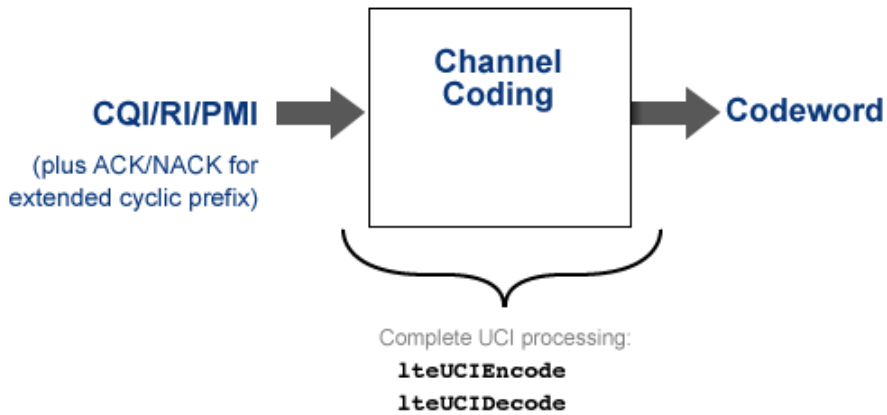 Channel
Coding
CQI/RI/PMI
Codeword
(plus ACK/NACK for
extended cyclic prefix)
Complete UCI processing:
lteUCIEncode
lteUCIDecode